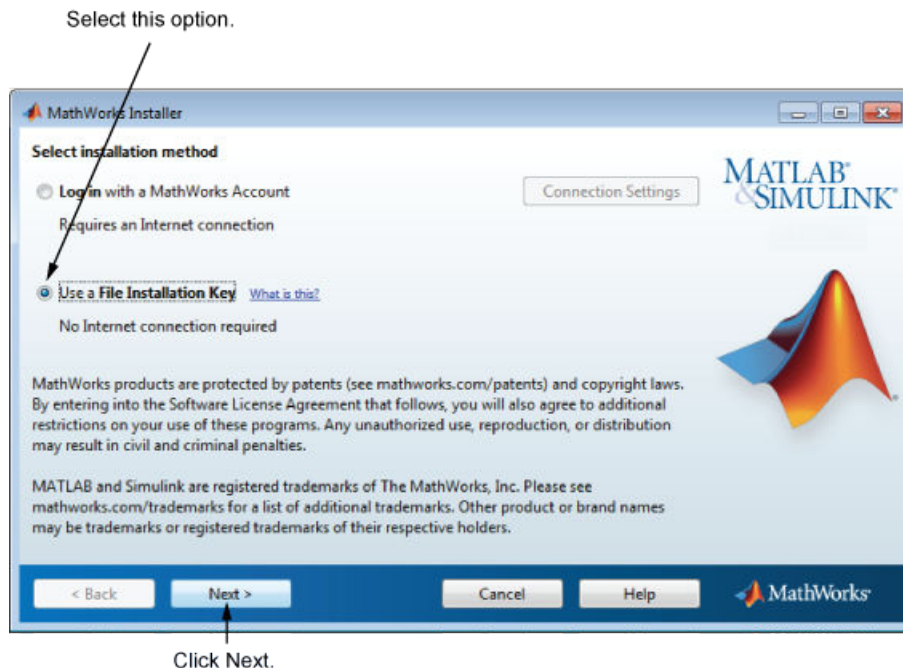 Select this option.
MathWorks Installer
Select installation method
Log in with a MathWorks Account
Connection Settings
Requires an Internet connection
MATLAB®
&SIMULINK®
Use a File Installation Key What is this?
No Internet connection required
MathWorks products are protected by patents (see mathworks.com/patents) and copyright laws.
By entering into the Software License Agreement that follows, you will also agree to additional
restrictions on your use of these programs. Any unauthorized use, reproduction, or distribution
may result in civil and criminal penalties.
MATLAB and Simulink are registered trademarks of The MathWorks, Inc. Please see
mathworks.com/trademarks for a list of additional trademarks. Other product or brand names
may be trademarks or registered trademarks of their respective holders.
< Back Next > Cancel Help MathWorks®
Click Next.